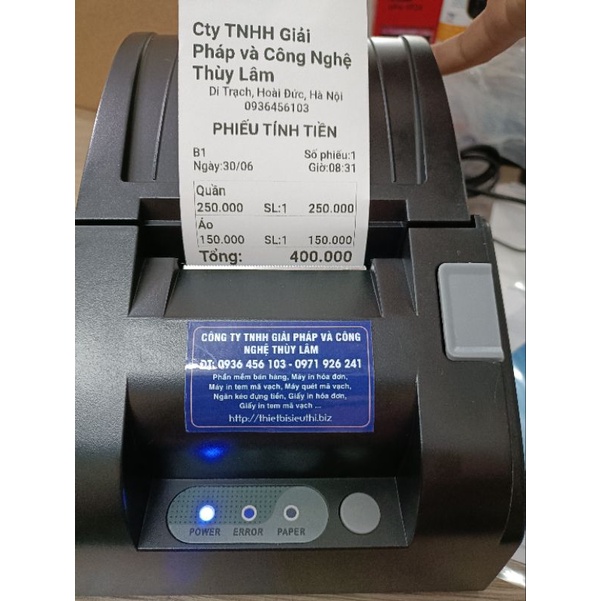 Cty TNHH Giải
Pháp và Công Nghệ
Thùy Lâm
Di Trạch, Hoài Đức, Hà Nội
0936456103
PHIẾU TÍNH TIỀN
B1 Số phiếu:1
Ngày:30/06 Giờ:08:31
Quần
250.000 SL:1 250.000
Áo
150.000 SL:1 150.000
Tổng: 400.000
CÔNG TY TNHH GIẢI PHÁP VÀ CÔNG
NGHỆ THÙY LÂM
ĐT: 0936 456 103 - 0971 926 241
Phần mềm bán hàng, Máy in hóa đơn,
Máy in tem mã vạch, Máy quét mã vạch,
Ngăn kéo đựng tiền, Giấy in hóa đơn,
Giấy in tem mã vạch ...
http://thietbisieuthi.biz
POWER ERROR PAPER